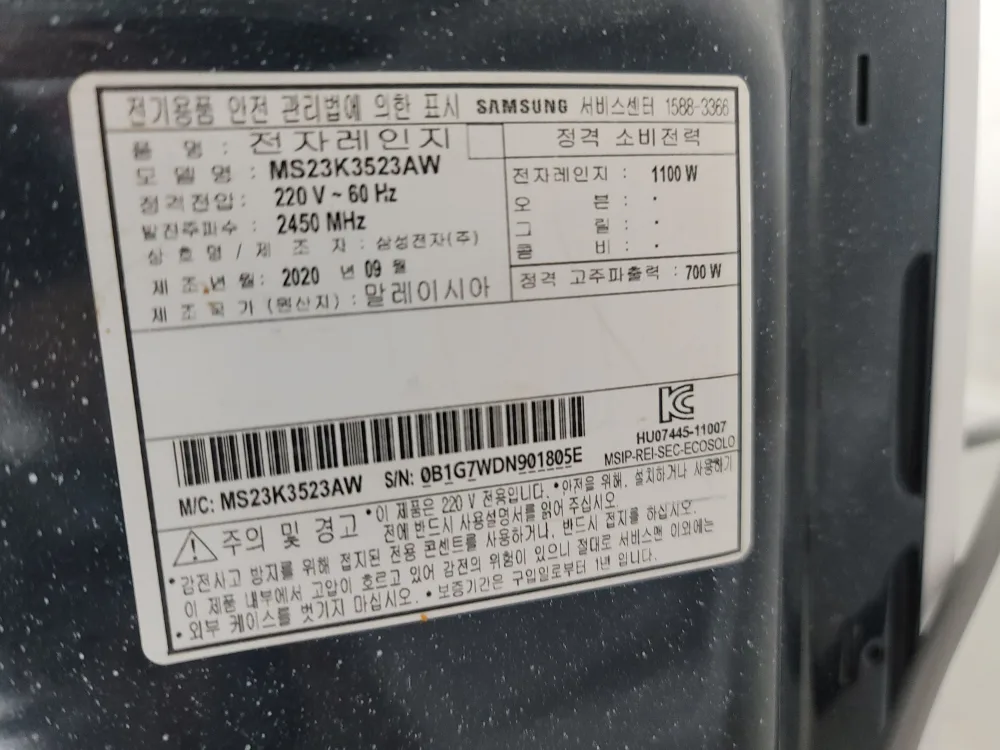 전기용품 안전 관리법에 의한 표시 SAMSUNG 서비스센터 1588-3366
품 명 : 전자레인지
모 델 명 : MS23K3523AW
정격전압 : 220 V ~ 60 Hz
발진주파수 : 2450 MHz
상 호 명 / 제 조 자 : 삼성전자(주)
제 조 년 월 : 2020 년 09 월
제 조 국 가 (원산지) : 말레이시아
정격 소비전력
전자레인지 : 1100 W
오 븐 : ·
그 릴 : ·
콤 비 : ·
정격 고주파출력 : 700 W
KC
HU07445-11007
MSIP-REI-SEC-ECOSOLO
M/C: MS23K3523AW S/N: 0B1G7WDN901805E
주의 및 경고 • 이 제품은 220 V 전용입니다. • 안전을 위해, 설치하거나 사용하기
전에 반드시 사용설명서를 읽어 주십시오.
• 감전사고 방지를 위해 접지된 전용 콘센트를 사용하거나, 반드시 접지를 하십시오.
이 제품 내부에서 고압이 흐르고 있어 감전의 위험이 있으니 절대로 서비스맨 이외에는
• 외부 케이스를 벗기지 마십시오. • 보증기간은 구입일로부터 1년 입니다.